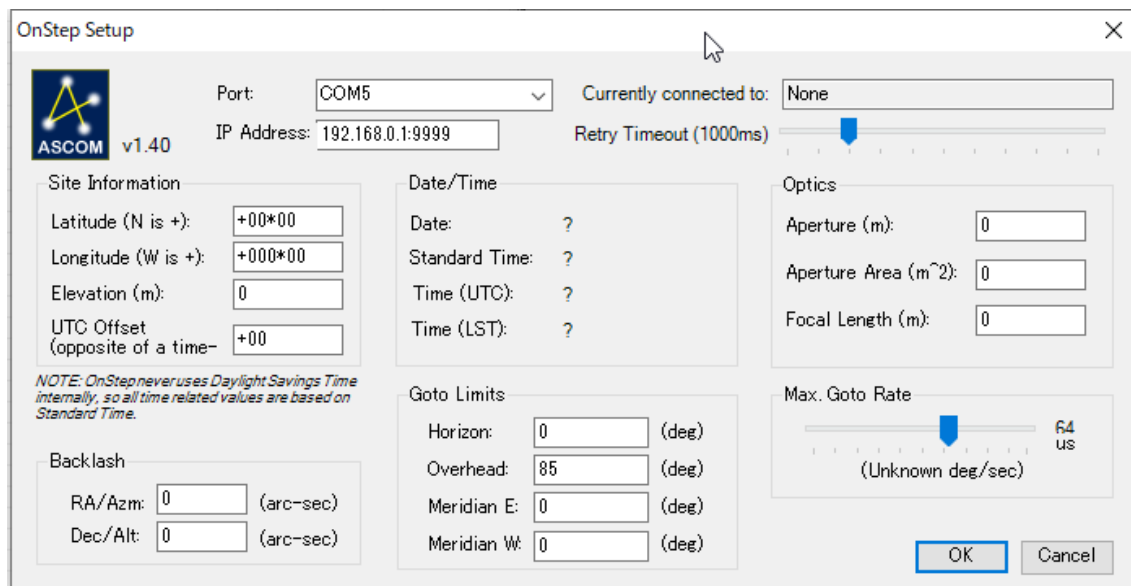 OnStep Setup
ASCOM
v1.40
Port:
COM5
Currently connected to:
None
IP Address:
192.168.0.1:9999
Retry Timeout (1000ms)
Site Information
Latitude (N is +):
+00*00
Longitude (W is +):
+000*00
Elevation (m):
0
UTC Offset
(opposite of a time-
+00
NOTE: OnStep never uses Daylight Savings Time
internally, so all time related values are based on
Standard Time.
Backlash
RA/Azm:
0
(arc-sec)
Dec/Alt:
0
(arc-sec)
Date/Time
Date:
?
Standard Time:
?
Time (UTC):
?
Time (LST):
?
Goto Limits
Horizon:
0
(deg)
Overhead:
85
(deg)
Meridian E:
0
(deg)
Meridian W:
0
(deg)
Optics
Aperture (m):
0
Aperture Area (m^2):
0
Focal Length (m):
0
Max. Goto Rate
64
us
(Unknown deg/sec)
OK
Cancel